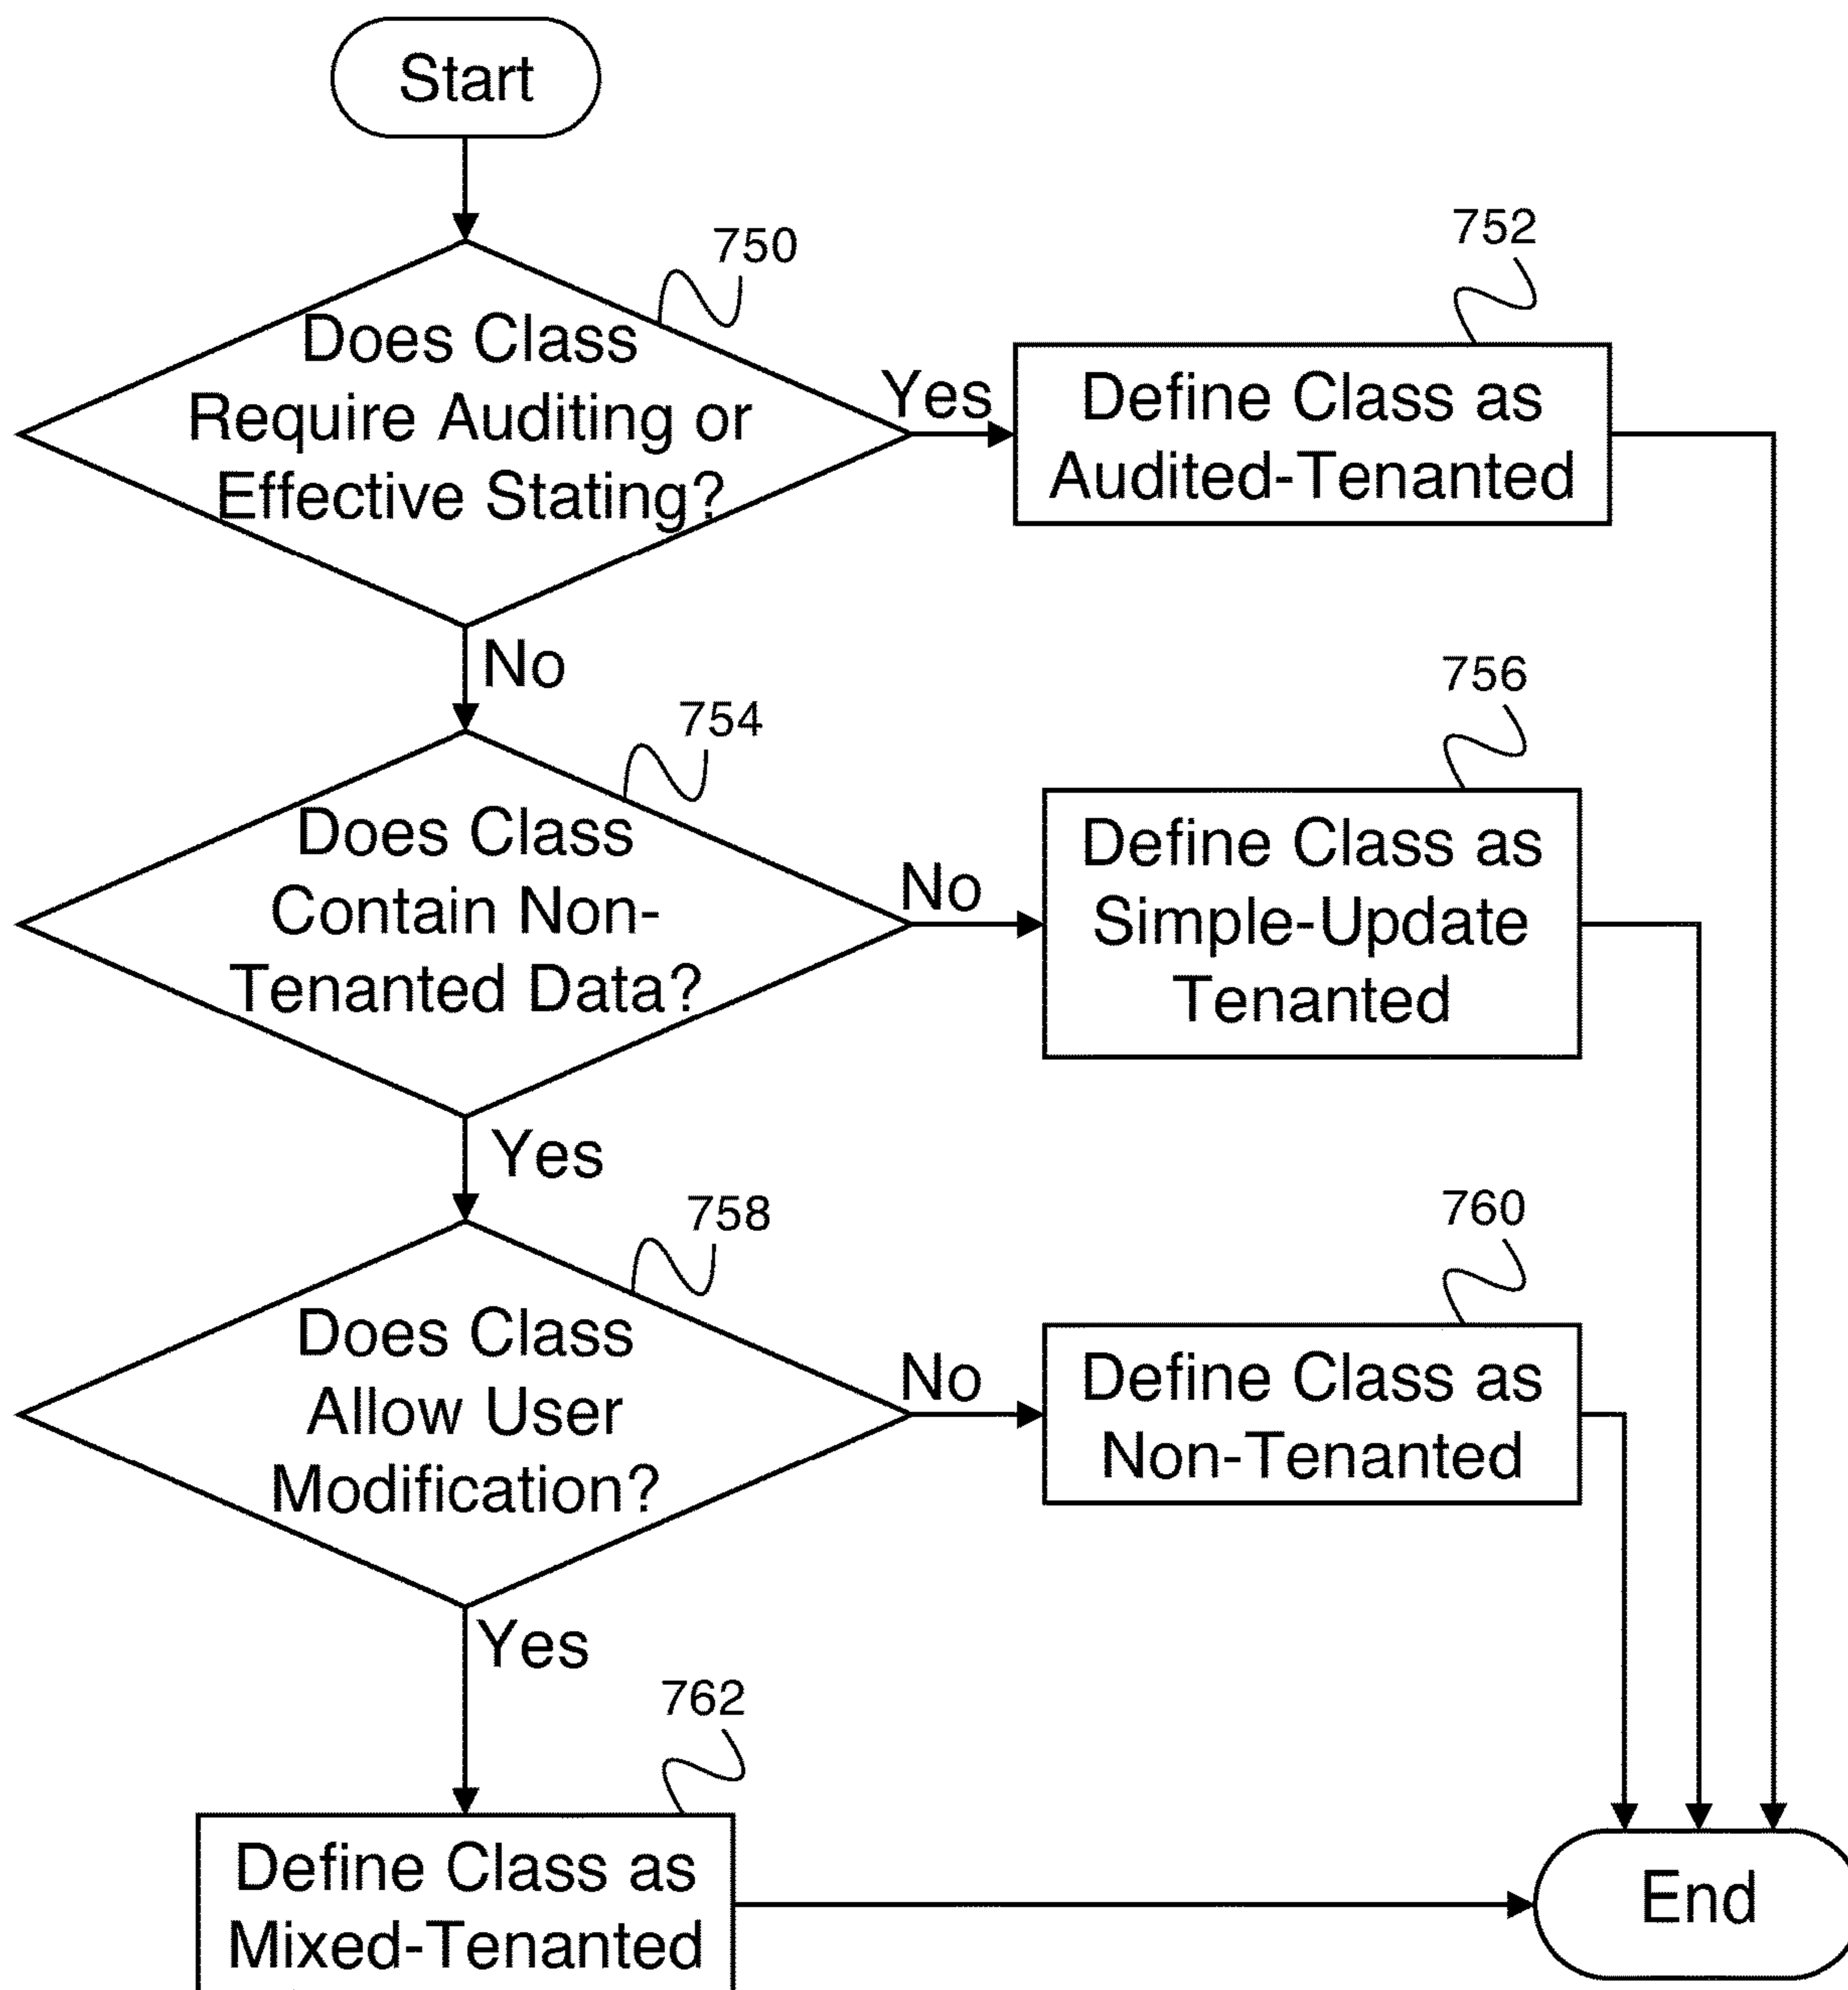 Start
750
Does Class
Require Auditing or
Effective Stating?
Yes
752
Define Class as
Audited-Tenanted
No
754
Does Class
Contain Non-
Tenanted Data?
No
756
Define Class as
Simple-Update
Tenanted
Yes
758
Does Class
Allow User
Modification?
No
760
Define Class as
Non-Tenanted
Yes
762
Define Class as
Mixed-Tenanted
End